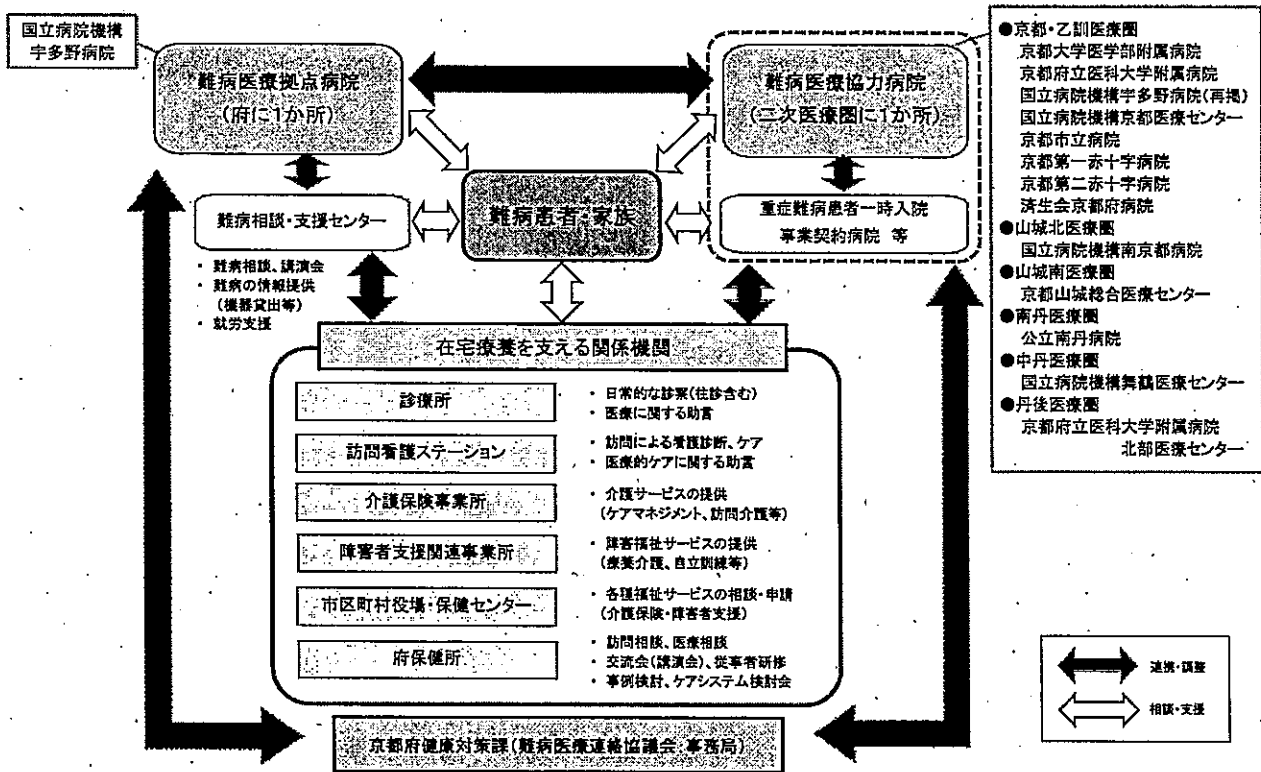 国立病院機構
宇多野病院
難病医療拠点病院
(府に1か所)
難病医療協力病院
(二次医療圏に1か所)
難病相談・支援センター
難病患者・家族
重症難病患者一時入院
事業契約病院 等
・ 難病相談、講演会
・ 難病の情報提供
(機器貸出等)
・ 就労支援
●京都・乙訓医療圏
京都大学医学部附属病院
京都府立医科大学附属病院
国立病院機構宇多野病院(再掲)
国立病院機構京都医療センター
京都市立病院
京都第一赤十字病院
京都第二赤十字病院
済生会京都府病院
●山城北医療圏
国立病院機構南京都病院
●山城南医療圏
京都山城総合医療センター
●南丹医療圏
公立南丹病院
●中丹医療圏
国立病院機構舞鶴医療センター
●丹後医療圏
京都府立医科大学附属病院
北部医療センター
在宅療養を支える関係機関
診療所
・ 日常的な診察(往診含む)
・ 医療に関する助言
訪問看護ステーション
・ 訪問による看護診断、ケア
・ 医療的ケアに関する助言
介護保険事業所
・ 介護サービスの提供
(ケアマネジメント、訪問介護等)
障害者支援関連事業所
・ 障害福祉サービスの提供
(療養介護、自立訓練等)
市区町村役場・保健センター
・ 各種福祉サービスの相談・申請
(介護保険・障害者支援)
府保健所
・ 訪問相談、医療相談
・ 交流会(講演会)、従事者研修
・ 事例検討、ケアシステム検討会
京都府健康対策課(難病医療連絡協議会 事務局)
連携・調整
相談・支援